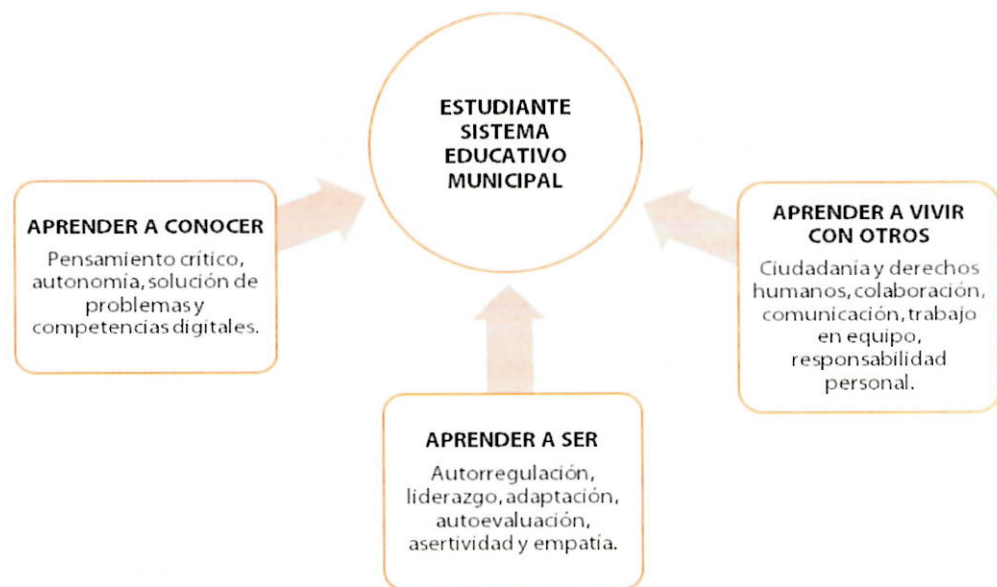 ESTUDIANTE
SISTEMA
EDUCATIVO
MUNICIPAL
APRENDER A CONOCER
Pensamiento crítico,
autonomía, solución de
problemas y
competencias digitales.
APRENDER A SER
Autorregulación,
liderazgo, adaptación,
autoevaluación,
asertividad y empatía.
APRENDER A VIVIR
CON OTROS
Ciudadanía y derechos
humanos, colaboración,
comunicación, trabajo
en equipo,
responsabilidad
personal.